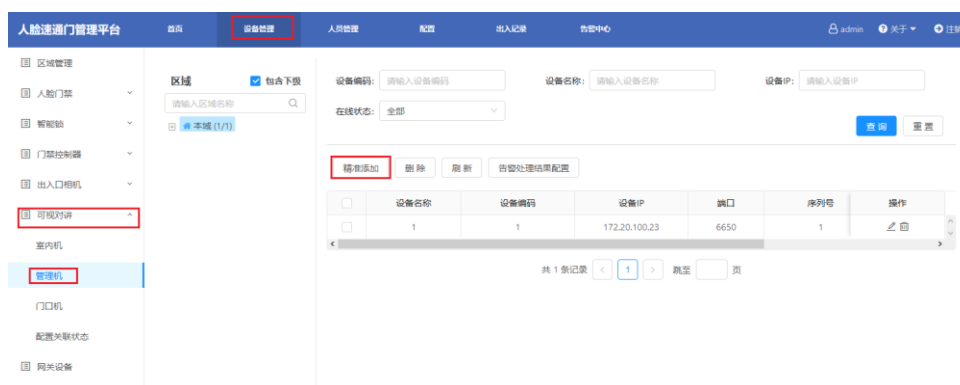 人脸速通门管理平台 首页 设备管理 人员管理 配置 出入记录 告警中心 admin 关于 注销
区域管理
人脸门禁
智能锁
门禁控制器
出入口相机
可视对讲
室内机
管理机
门口机
配置关联状态
网关设备
区域 包含下级
请输入区域名称
本域 (1/1)
设备编码: 请输入设备编码 设备名称: 请输入设备名称 设备IP: 请输入设备IP
在线状态: 全部
查 询 重 置
精准添加 删 除 刷 新 告警处理结果配置
设备名称 设备编码 设备IP 端口 序列号 操作
1 1 172.20.100.23 6650 1
共 1 条记录 < 1 > 跳至 页